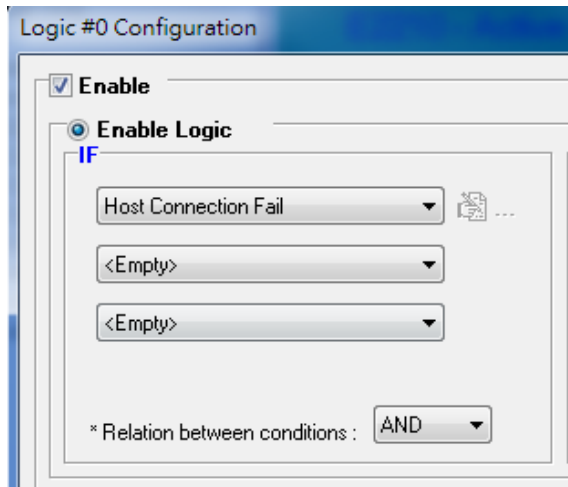 Logic #0 Configuration
Enable
Enable Logic
IF
Host Connection Fail
...
<Empty>
<Empty>
* Relation between conditions : AND